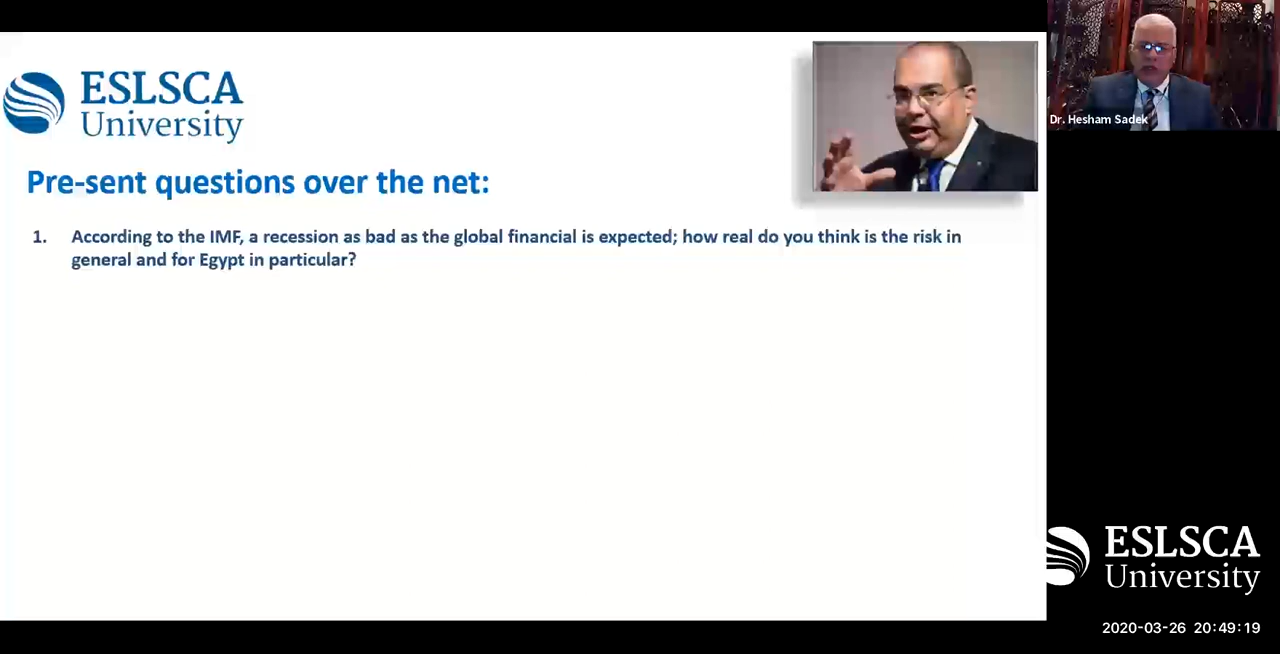 ESLSCA
University
Dr. Hesham Sadek
Pre-sent questions over the net:
1. According to the IMF, a recession as bad as the global financial is expected; how real do you think is the risk in
general and for Egypt in particular?
ESLSCA
University
2020-03-26 20:49:19